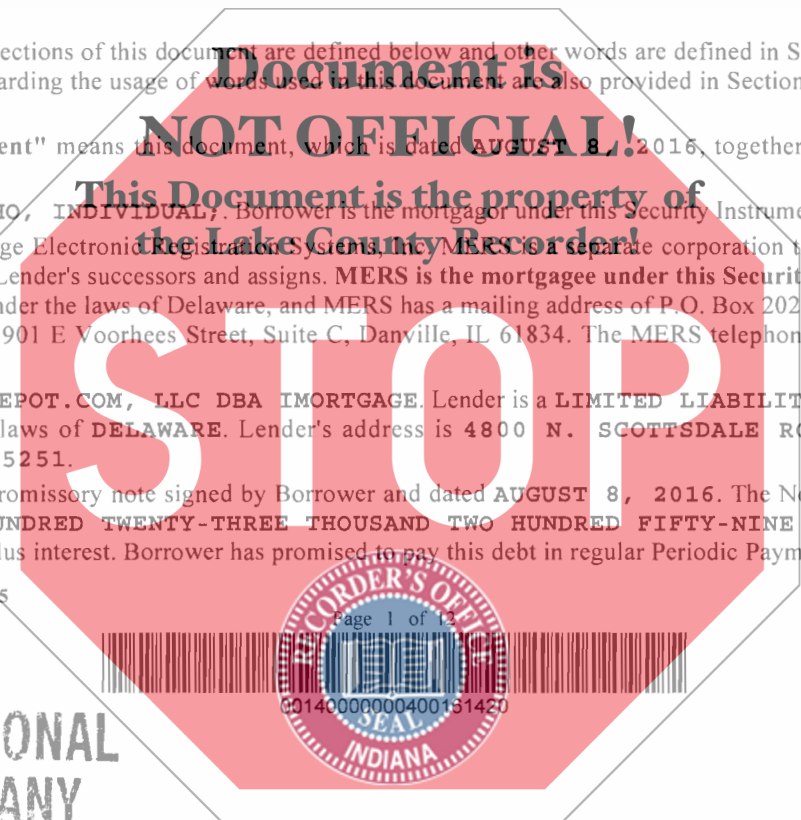 ections of this document are defined below and other words are defined in S
arding the usage of words used in this document are also provided in Section
Document is
NOT OFFICIAL!
ent" means this document, which is dated AUGUST 8, 2016, together
This Document is the property of
the Lake County Recorder!
IO, INDIVIDUAL;. Borrower is the mortgagor under this Security Instrume
ge Electronic Registration Systems, Inc. MERS is a separate corporation t
Lender's successors and assigns. MERS is the mortgagee under this Securit
nder the laws of Delaware, and MERS has a mailing address of P.O. Box 202
901 E Voorhees Street, Suite C, Danville, IL 61834. The MERS telephon
STOP
EPOT.COM, LLC DBA IMORTGAGE. Lender is a LIMITED LIABILIT
laws of DELAWARE. Lender's address is 4800 N. SCOTTSDALE RO
5251.
romissory note signed by Borrower and dated AUGUST 8, 2016. The No
UNDRED TWENTY-THREE THOUSAND TWO HUNDRED FIFTY-NINE
lus interest. Borrower has promised to pay this debt in regular Periodic Paym
Page 1 of 12
RECORDER'S OFFICE
SEAL
INDIANA
00140000000400161420
ONAL
ANY